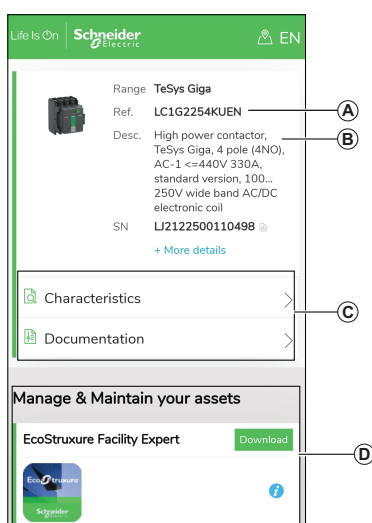 Life Is On Schneider Electric EN
Range TeSys Giga
Ref. LC1G2254KUEN A
Desc. High power contactor, B
TeSys Giga, 4 pole (4NO),
AC-1 <=440V 330A,
standard version, 100...
250V wide band AC/DC
electronic coil
SN LJ2122500110498
+ More details
Characteristics
C
Documentation
Manage & Maintain your assets
EcoStruxure Facility Expert Download D
EcoStruxure
Schneider Electric